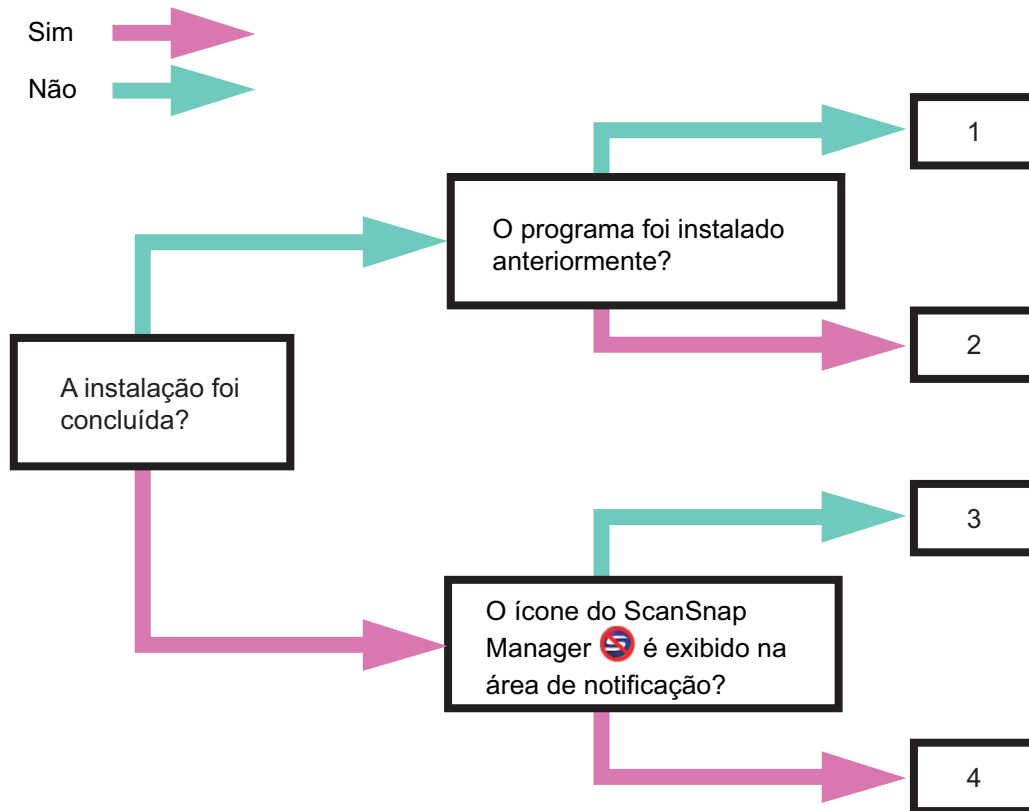 Sim
Não
1
O programa foi instalado
anteriormente?
2
A instalação foi
concluída?
3
O ícone do ScanSnap
Manager é exibido na
área de notificação?
4